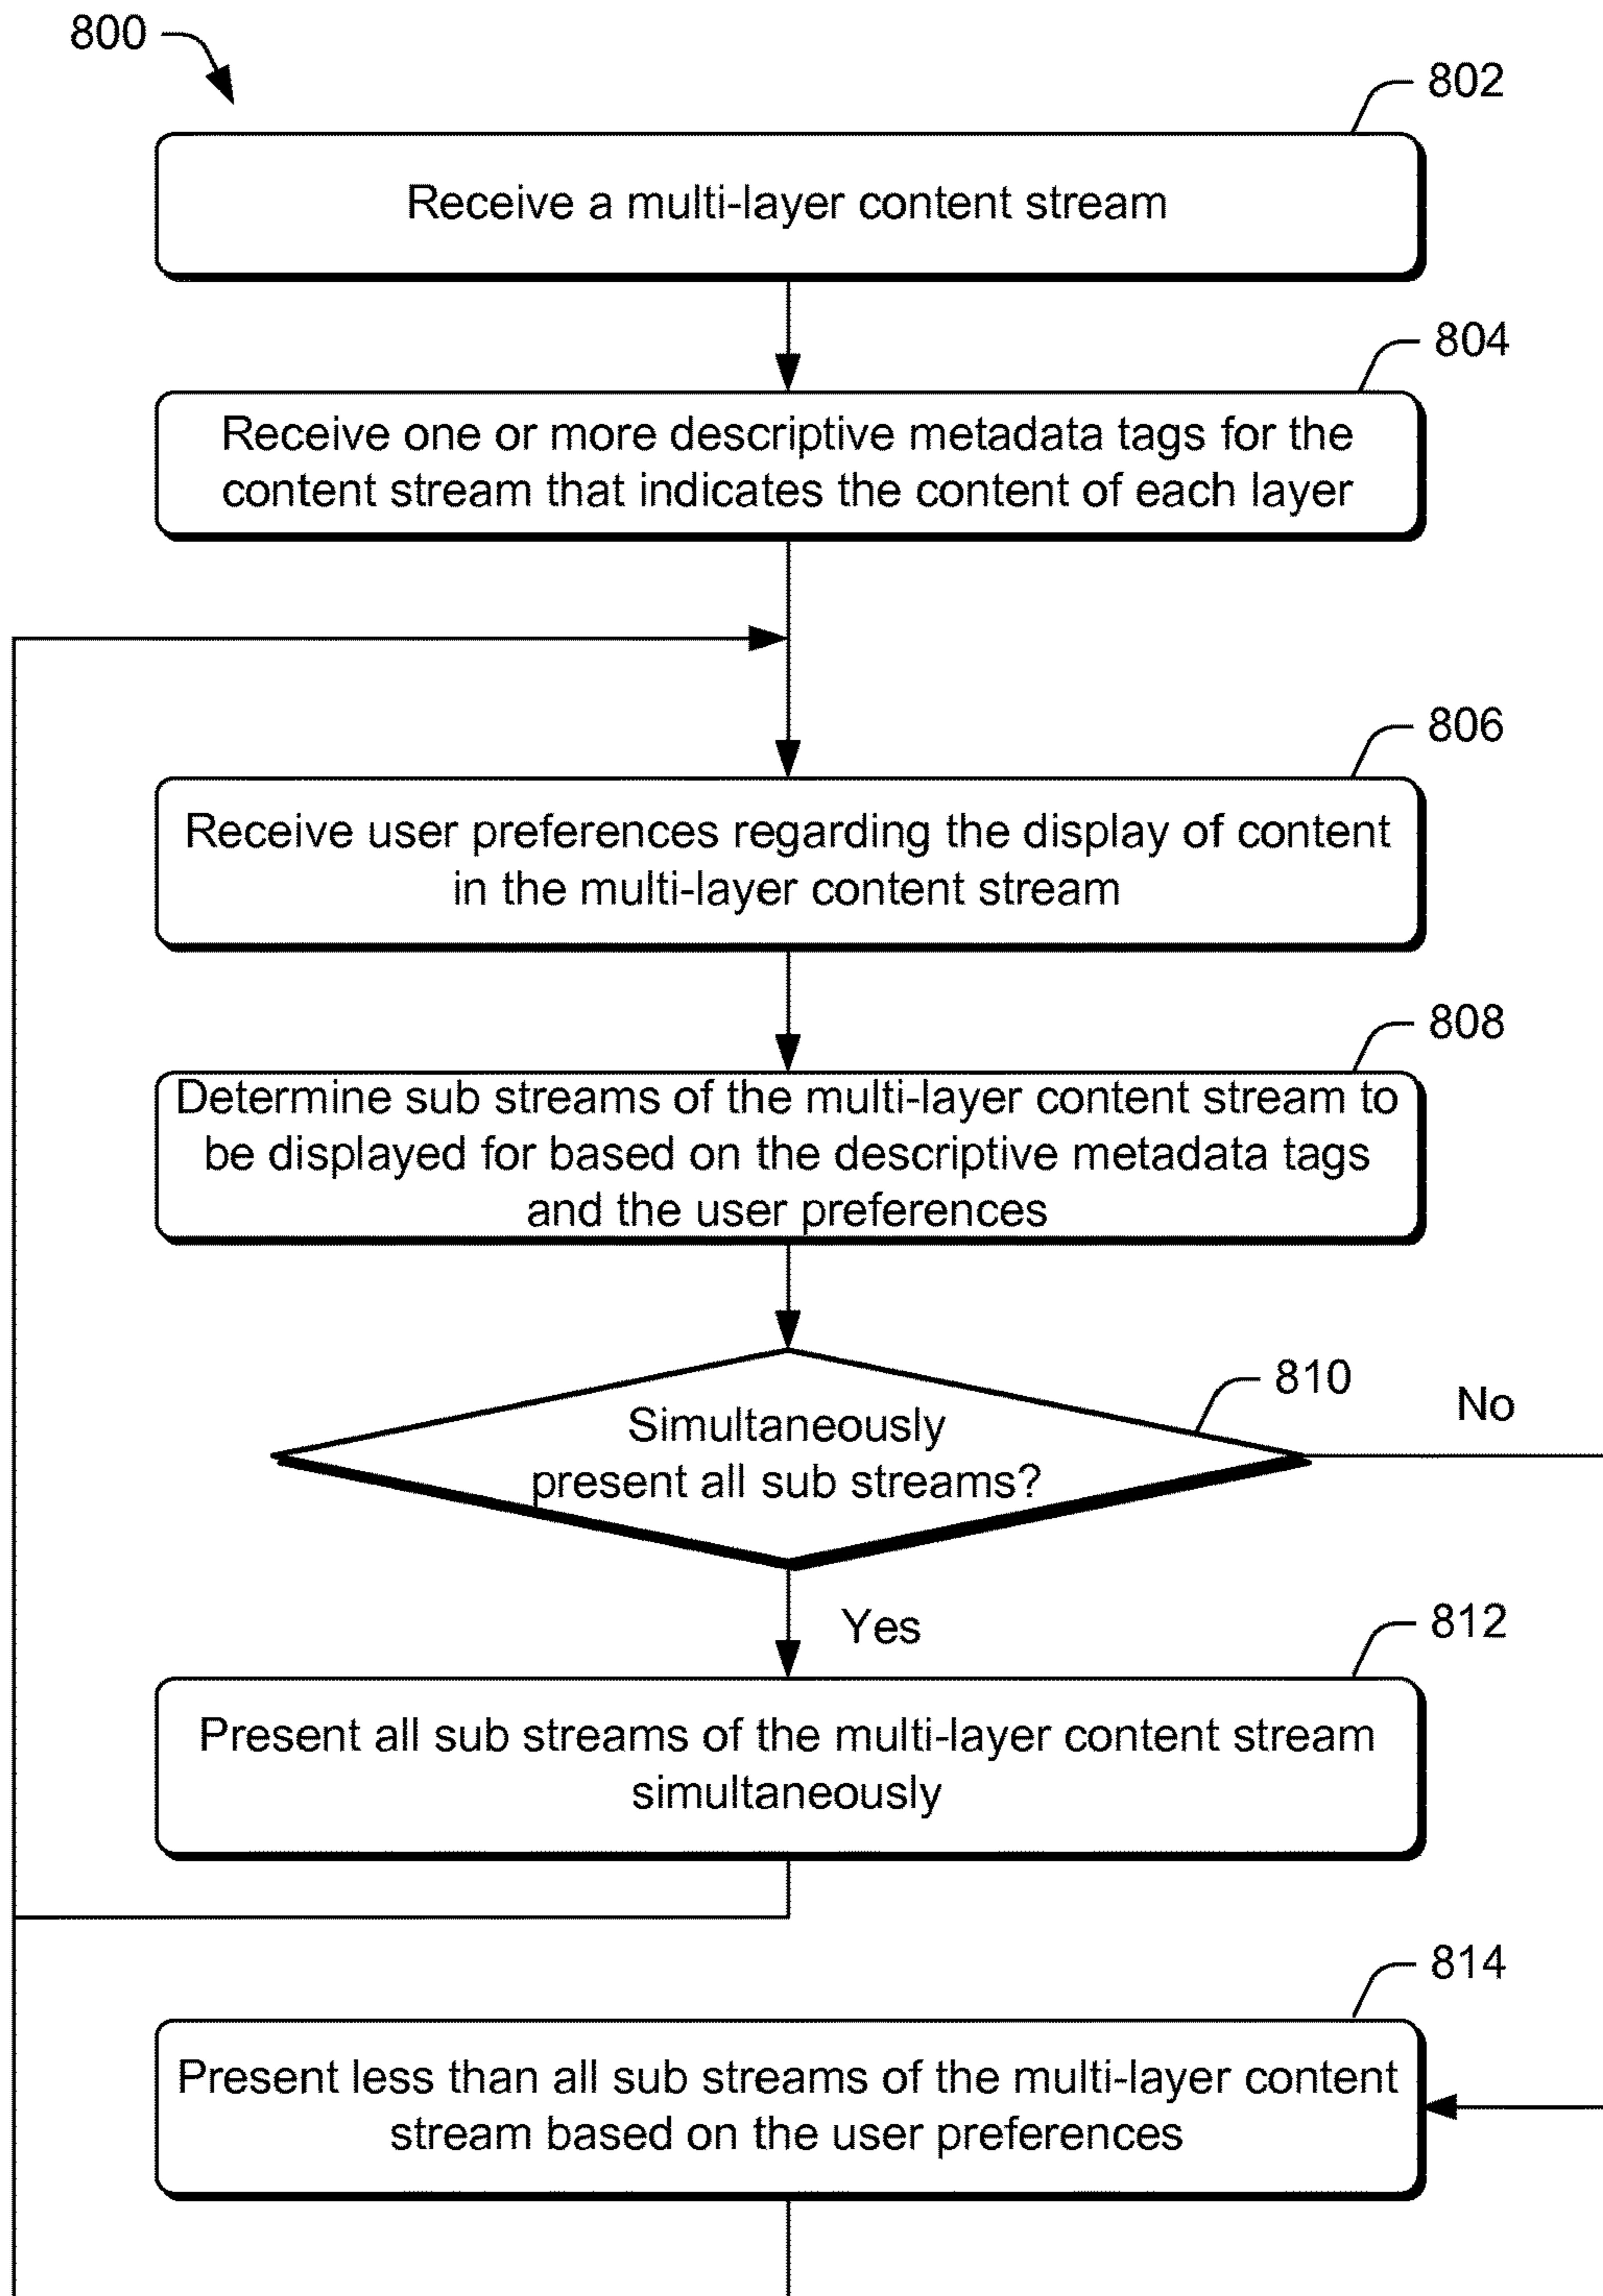 800
802
Receive a multi-layer content stream
804
Receive one or more descriptive metadata tags for the
content stream that indicates the content of each layer
806
Receive user preferences regarding the display of content
in the multi-layer content stream
808
Determine sub streams of the multi-layer content stream to
be displayed for based on the descriptive metadata tags
and the user preferences
810
No
Simultaneously
present all sub streams?
Yes
812
Present all sub streams of the multi-layer content stream
simultaneously
814
Present less than all sub streams of the multi-layer content
stream based on the user preferences